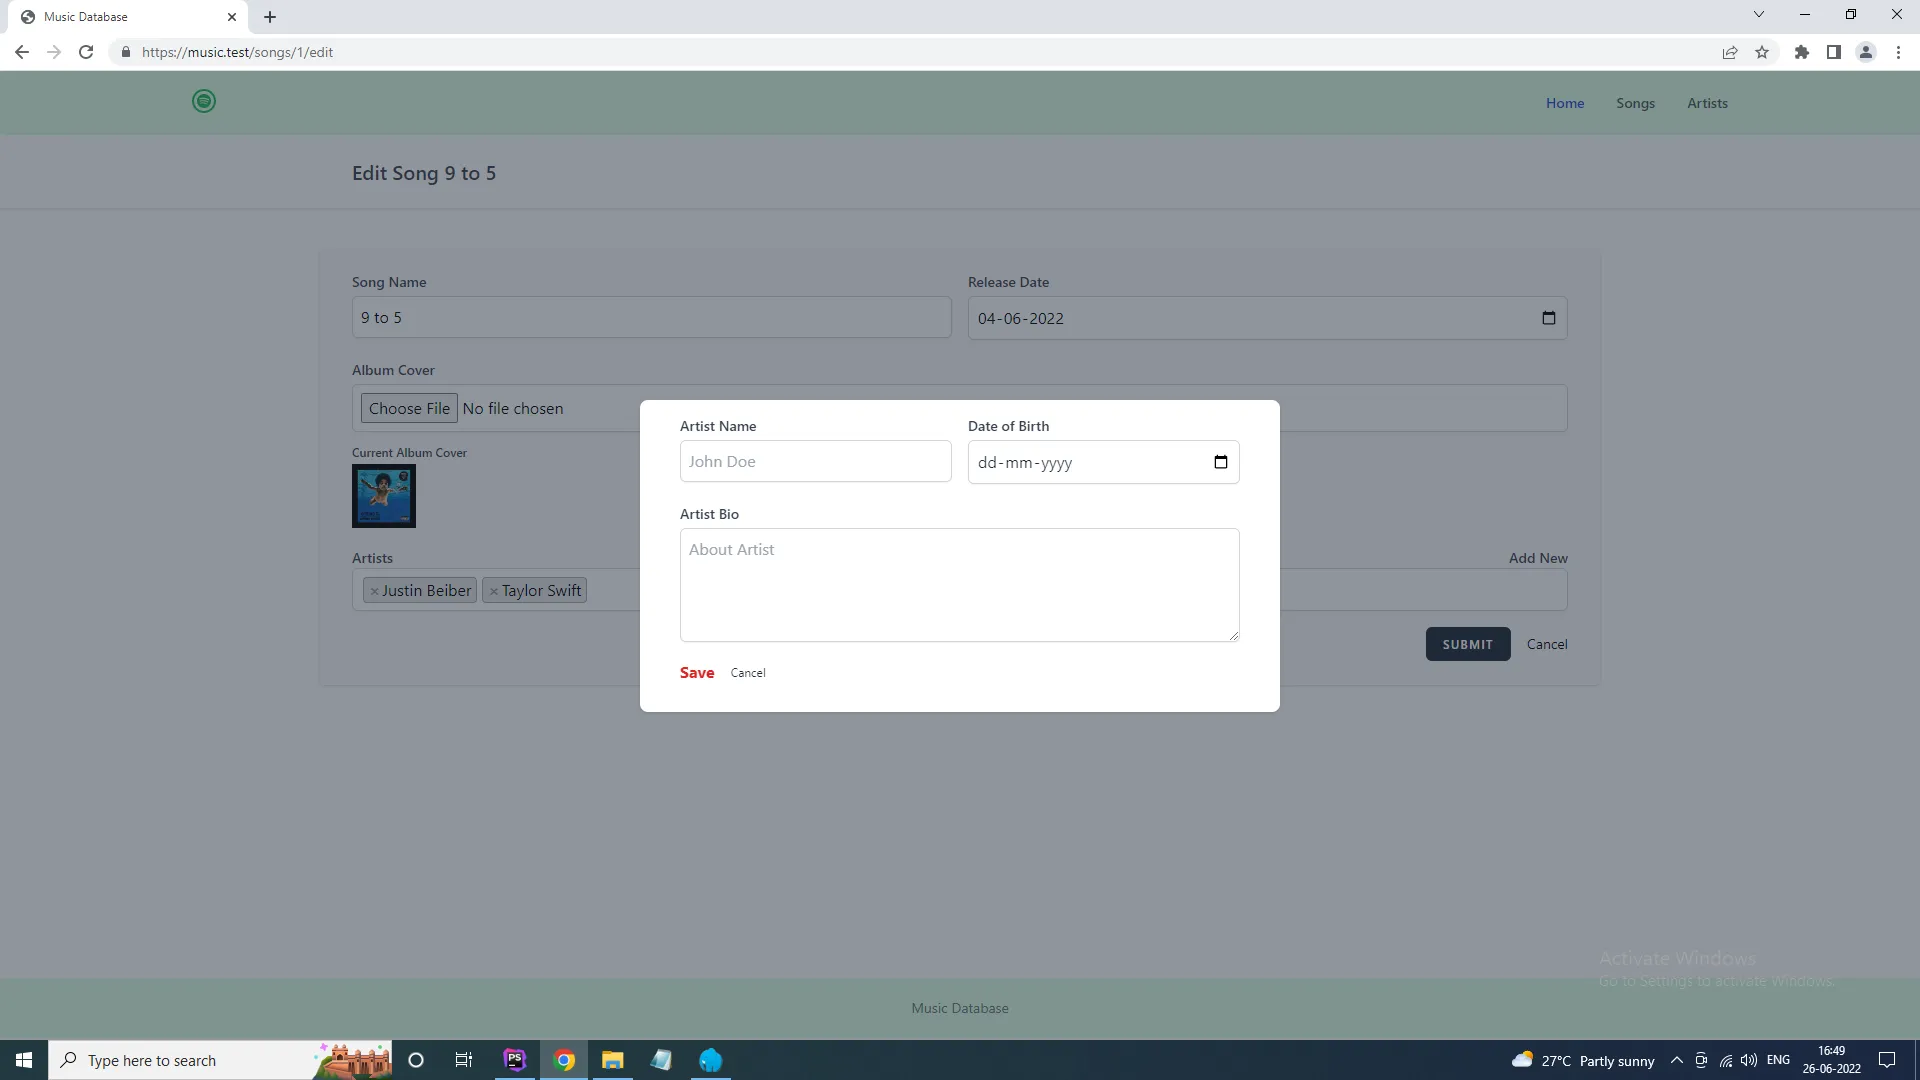 Music Database
https://music.test/songs/1/edit
Home Songs Artists
Edit Song 9 to 5
Song Name Release Date
9 to 5 04-06-2022
Album Cover
Choose File No file chosen
Current Album Cover
Artist Name Date of Birth
John Doe dd-mm-yyyy
Artist Bio
About Artist
Artists Add New
×Justin Beiber ×Taylor Swift
SUBMIT Cancel
Save Cancel
Activate Windows
Go to Settings to activate Windows.
Music Database
Type here to search
PS
27°C Partly sunny
ENG
16:49
26-06-2022